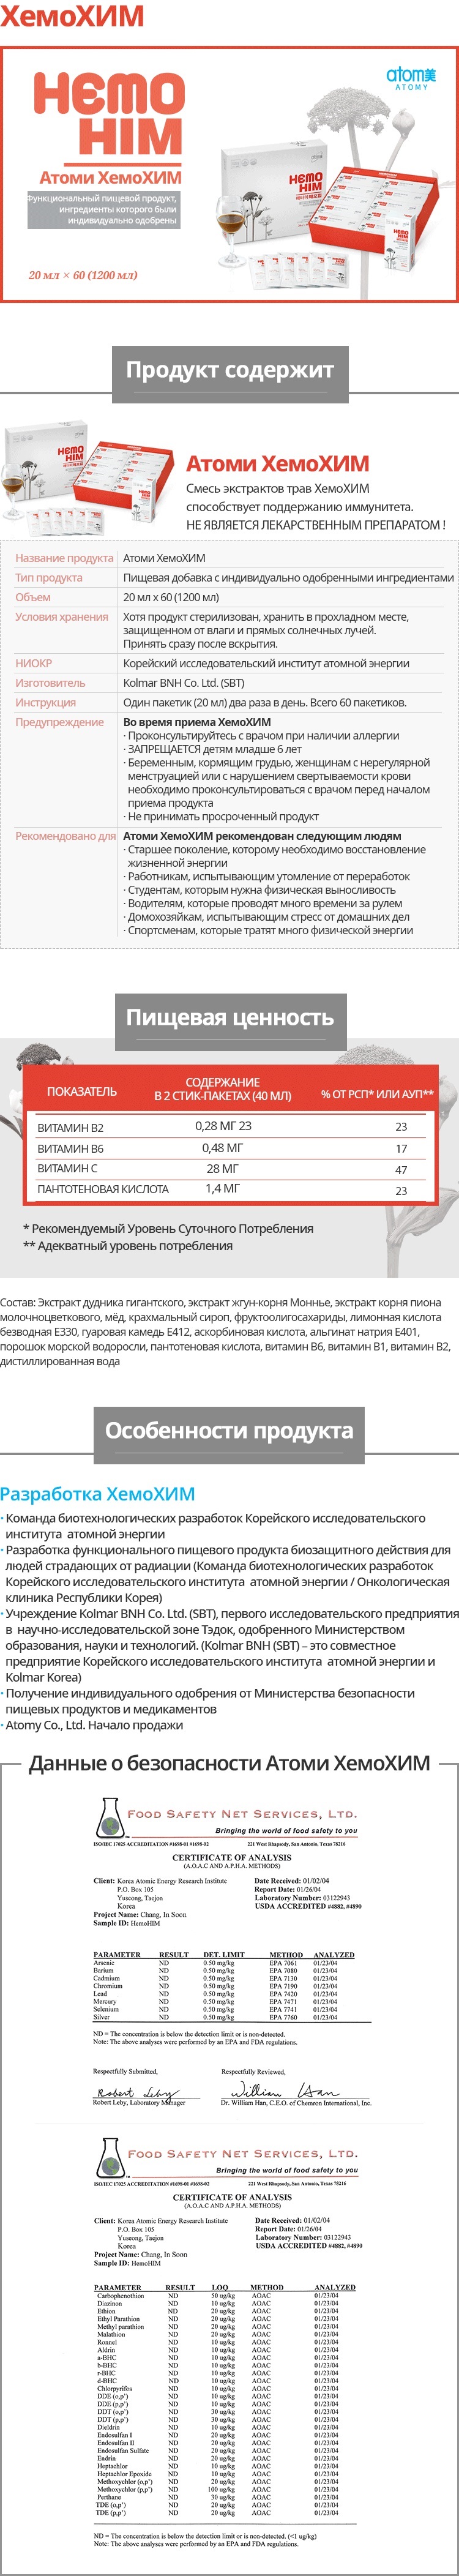 ХемоХИМ
HEMO
HIM
atom美
ATOMY
Атоми ХемоХИМ
Функциональный пищевой продукт,
ингредиенты которого были
индивидуально одобрены
20 мл × 60 (1200 мл)
Продукт содержит
Атоми ХемоХИМ
Смесь экстрактов трав ХемоХИМ
способствует поддержанию иммунитета.
НЕ ЯВЛЯЕТСЯ ЛЕКАРСТВЕННЫМ ПРЕПАРАТОМ !
Название продукта Атоми ХемоХИМ
Тип продукта Пищевая добавка с индивидуально одобренными ингредиентами
Объем 20 мл x 60 (1200 мл)
Условия хранения Хотя продукт стерилизован, хранить в прохладном месте,
защищенном от влаги и прямых солнечных лучей.
Принять сразу после вскрытия.
НИОКР Корейский исследовательский институт атомной энергии
Изготовитель Kolmar BNH Co. Ltd. (SBT)
Инструкция Один пакетик (20 мл) два раза в день. Всего 60 пакетиков.
Предупреждение Во время приема ХемоХИМ
· Проконсультируйтесь с врачом при наличии аллергии
· ЗАПРЕЩАЕТСЯ детям младше 6 лет
· Беременным, кормящим грудью, женщинам с нерегулярной
менструацией или с нарушением свертываемости крови
необходимо проконсультироваться с врачом перед началом
приема продукта
· Не принимать просроченный продукт
Рекомендовано для Атоми ХемоХИМ рекомендован следующим людям
· Старшее поколение, которому необходимо восстановление
жизненной энергии
· Работникам, испытывающим утомление от переработок
· Студентам, которым нужна физическая выносливость
· Водителям, которые проводят много времени за рулем
· Домохозяйкам, испытывающим стресс от домашних дел
· Спортсменам, которые тратят много физической энергии
Пищевая ценность
ПОКАЗАТЕЛЬ СОДЕРЖАНИЕ В 2 СТИК-ПАКЕТАХ (40 МЛ) % ОТ РСП* ИЛИ АУП**
ВИТАМИН B2 0,28 МГ 23 23
ВИТАМИН B6 0,48 МГ 17
ВИТАМИН C 28 МГ 47
ПАНТОТЕНОВАЯ КИСЛОТА 1,4 МГ 23
* Рекомендуемый Уровень Суточного Потребления
** Адекватный уровень потребления
Состав: Экстракт дудника гигантского, экстракт жгун-корня Моннье, экстракт корня пиона
молочноцветкового, мёд, крахмальный сироп, фруктоолигосахариды, лимонная кислота
безводная E330, гуаровая камедь E412, аскорбиновая кислота, альгинат натрия E401,
порошок морской водоросли, пантотеновая кислота, витамин B6, витамин B1, витамин B2,
дистиллированная вода
Особенности продукта
Разработка ХемоХИМ
· Команда биотехнологических разработок Корейского исследовательского
института атомной энергии
· Разработка функционального пищевого продукта биозащитного действия для
людей страдающих от радиации (Команда биотехнологических разработок
Корейского исследовательского института атомной энергии / Онкологическая
клиника Республики Корея)
· Учреждение Kolmar BNH Co. Ltd. (SBT), первого исследовательского предприятия
в научно-исследовательской зоне Тэдок, одобренного Министерством
образования, науки и технологий. (Kolmar BNH (SBT) – это совместное
предприятие Корейского исследовательского института атомной энергии и
Kolmar Korea)
· Получение индивидуального одобрения от Министерства безопасности
пищевых продуктов и медикаментов
· Atomy Co., Ltd. Начало продажи
Данные о безопасности Атоми ХемоХИМ
FOOD SAFETY NET SERVICES, LTD.
Bringing the world of food safety to you
ISO/IEC 17025 ACCREDITATION #1698-01 #1698-02 221 West Rhapsody, San Antonio, Texas 78216
CERTIFICATE OF ANALYSIS
(A.O.A.C AND A.P.H.A. METHODS)
Client: Korea Atomic Energy Research Institute Date Received: 01/02/04
P.O. Box 105 Report Date: 01/26/04
Yuseong, Taejon Laboratory Number: 03122943
Korea USDA ACCREDITED #4882, #4890
Project Name: Chang, In Soon
Sample ID: HemoHIM
PARAMETER RESULT DET. LIMIT METHOD ANALYZED
Arsenic ND 0.50 mg/kg EPA 7061 01/23/04
Barium ND 0.50 mg/kg EPA 7080 01/23/04
Cadmium ND 0.50 mg/kg EPA 7130 01/23/04
Chromium ND 0.50 mg/kg EPA 7190 01/23/04
Lead ND 0.50 mg/kg EPA 7420 01/23/04
Mercury ND 0.50 mg/kg EPA 7471 01/23/04
Selenium ND 0.50 mg/kg EPA 7741 01/23/04
Silver ND 0.50 mg/kg EPA 7760 01/23/04
ND = The concentration is below the detection limit or is non-detected.
Note: The above analyses were performed by an EPA and FDA regulations.
Respectfully Submitted, Respectfully Reviewed,
Robert Leby, Laboratory Manager Dr. William Han, C.E.O. of Chemron International, Inc.
FOOD SAFETY NET SERVICES, LTD.
Bringing the world of food safety to you
ISO/IEC 17025 ACCREDITATION #1698-01 #1698-02 221 West Rhapsody, San Antonio, Texas 78216
CERTIFICATE OF ANALYSIS
(A.O.A.C AND A.P.H.A. METHODS)
Client: Korea Atomic Energy Research Institute Date Received: 01/02/04
P.O. Box 105 Report Date: 01/26/04
Yuseong, Taejon Laboratory Number: 03122943
Korea USDA ACCREDITED #4882, #4890
Project Name: Chang, In Soon
Sample ID: HemoHIM
PARAMETER RESULT LOQ METHOD ANALYZED
Carbophenothion ND 50 ug/kg AOAC 01/23/04
Diazinon ND 10 ug/kg AOAC 01/23/04
Ethion ND 20 ug/kg AOAC 01/23/04
Ethyl Parathion ND 20 ug/kg AOAC 01/23/04
Methyl parathion ND 20 ug/kg AOAC 01/23/04
Malathion ND 20 ug/kg AOAC 01/23/04
Ronnel ND 10 ug/kg AOAC 01/23/04
Aldrin ND 10 ug/kg AOAC 01/23/04
a-BHC ND 10 ug/kg AOAC 01/23/04
b-BHC ND 10 ug/kg AOAC 01/23/04
r-BHC ND 10 ug/kg AOAC 01/23/04
d-BHC ND 10 ug/kg AOAC 01/23/04
Chlorpyrifos ND 10 ug/kg AOAC 01/23/04
DDE (o,p') ND 10 ug/kg AOAC 01/23/04
DDE (p,p') ND 10 ug/kg AOAC 01/23/04
DDT (o,p') ND 30 ug/kg AOAC 01/23/04
DDT (p,p') ND 30 ug/kg AOAC 01/23/04
Dieldrin ND 10 ug/kg AOAC 01/23/04
Endosulfan I ND 20 ug/kg AOAC 01/23/04
Endosulfan II ND 20 ug/kg AOAC 01/23/04
Endosulfan Sulfate ND 20 ug/kg AOAC 01/23/04
Endrin ND 20 ug/kg AOAC 01/23/04
Heptachlor ND 10 ug/kg AOAC 01/23/04
Heptachlor Epoxide ND 10 ug/kg AOAC 01/23/04
Methoxychlor (o,p') ND 20 ug/kg AOAC 01/23/04
Methoxychlor (p,p') ND 100 ug/kg AOAC 01/23/04
Perthane ND 30 ug/kg AOAC 01/23/04
TDE (o,p') ND 20 ug/kg AOAC 01/23/04
TDE (p,p') ND 20 ug/kg AOAC 01/23/04
ND = The concentration is below the detection limit or is non-detected. (<1 ug/kg)
Note: The above analyses were performed by an EPA and FDA regulations.